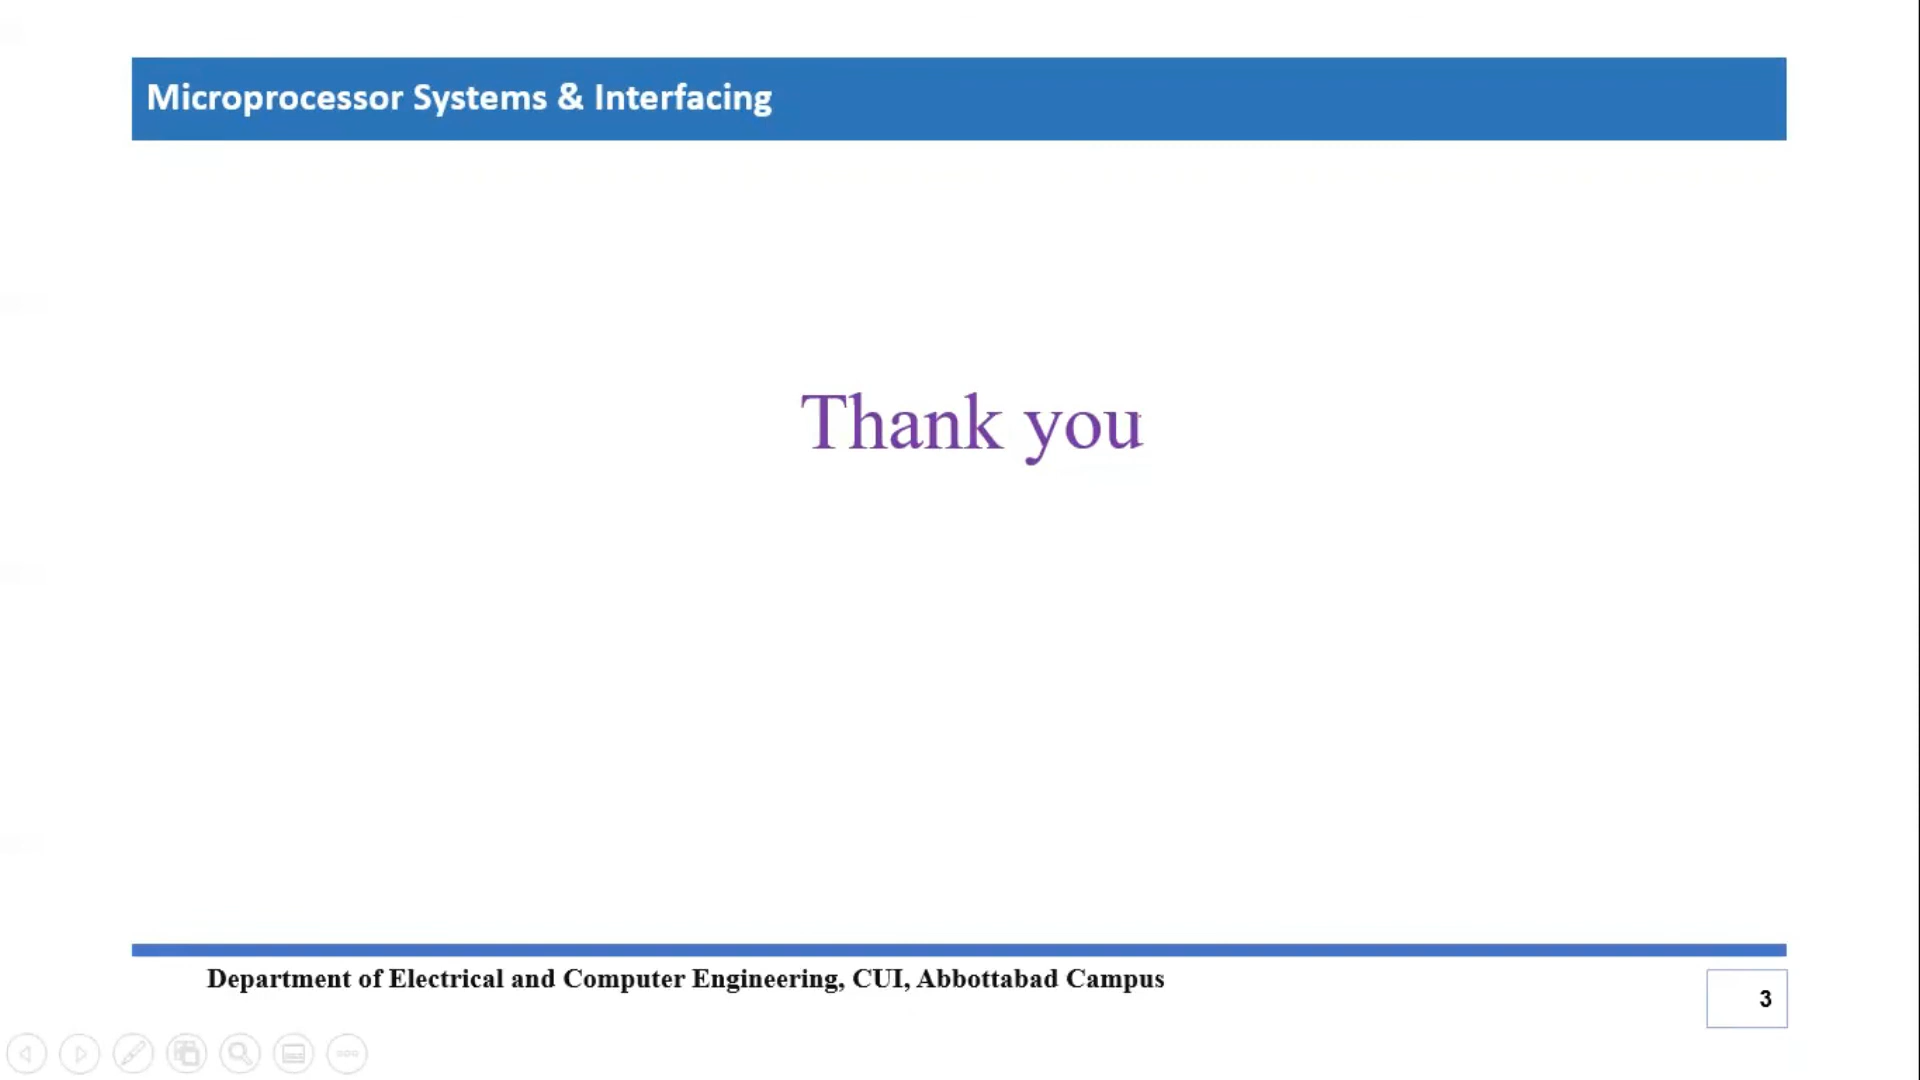 Microprocessor Systems & Interfacing
Thank you
Department of Electrical and Computer Engineering, CUI, Abbottabad Campus
3